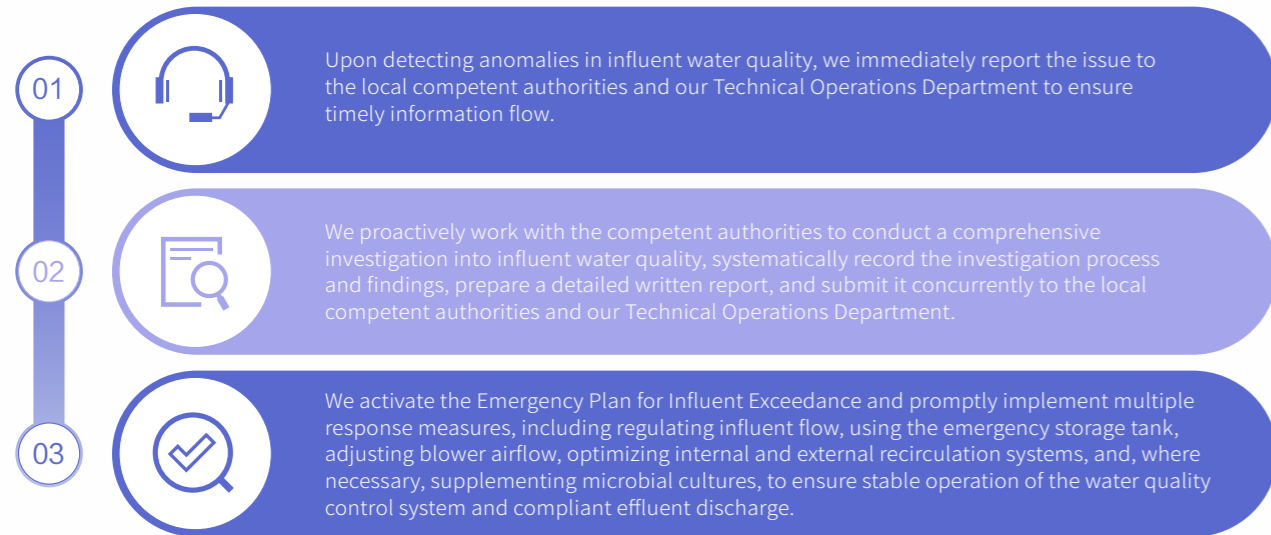 01
Upon detecting anomalies in influent water quality, we immediately report the issue to
the local competent authorities and our Technical Operations Department to ensure
timely information flow.
02
We proactively work with the competent authorities to conduct a comprehensive
investigation into influent water quality, systematically record the investigation process
and findings, prepare a detailed written report, and submit it concurrently to the local
competent authorities and our Technical Operations Department.
03
We activate the Emergency Plan for Influent Exceedance and promptly implement multiple
response measures, including regulating influent flow, using the emergency storage tank,
adjusting blower airflow, optimizing internal and external recirculation systems, and, where
necessary, supplementing microbial cultures, to ensure stable operation of the water quality
control system and compliant effluent discharge.